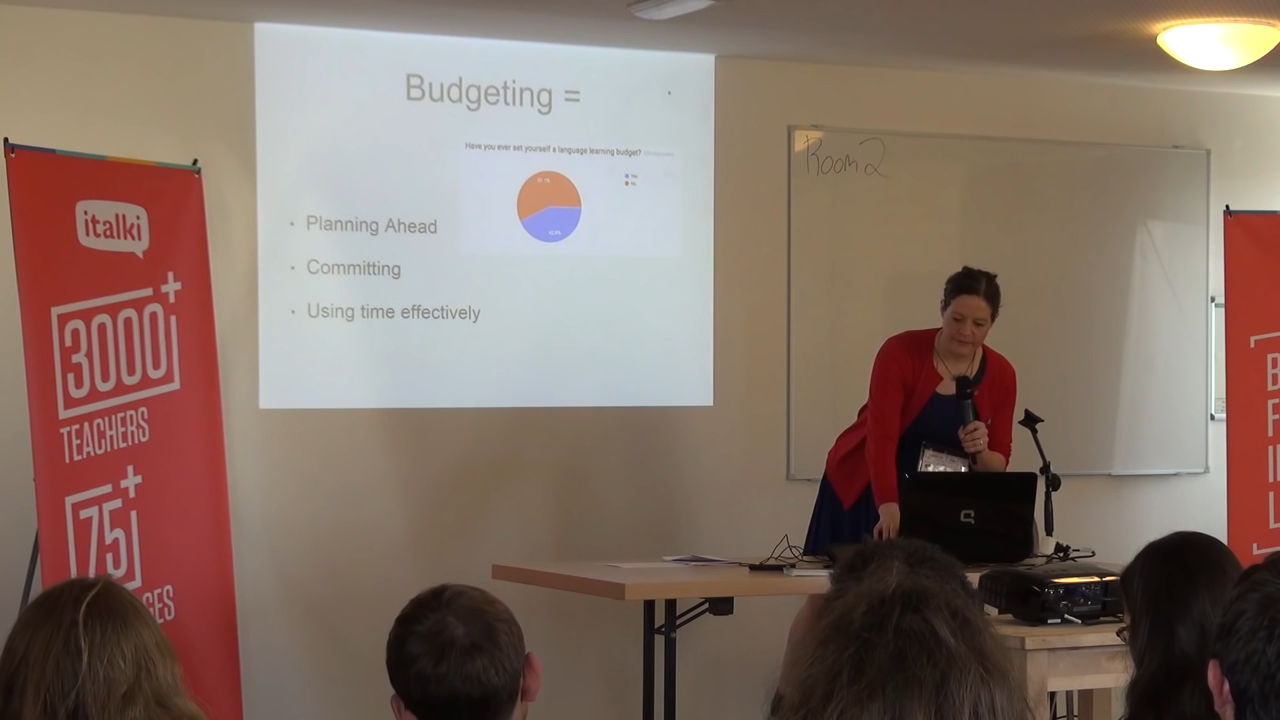 italki
3000+
TEACHERS
75+
GES
Budgeting =
Have you ever set yourself a language learning budget?
Planning Ahead
Committing
Using time effectively
Room 2
B
F
L